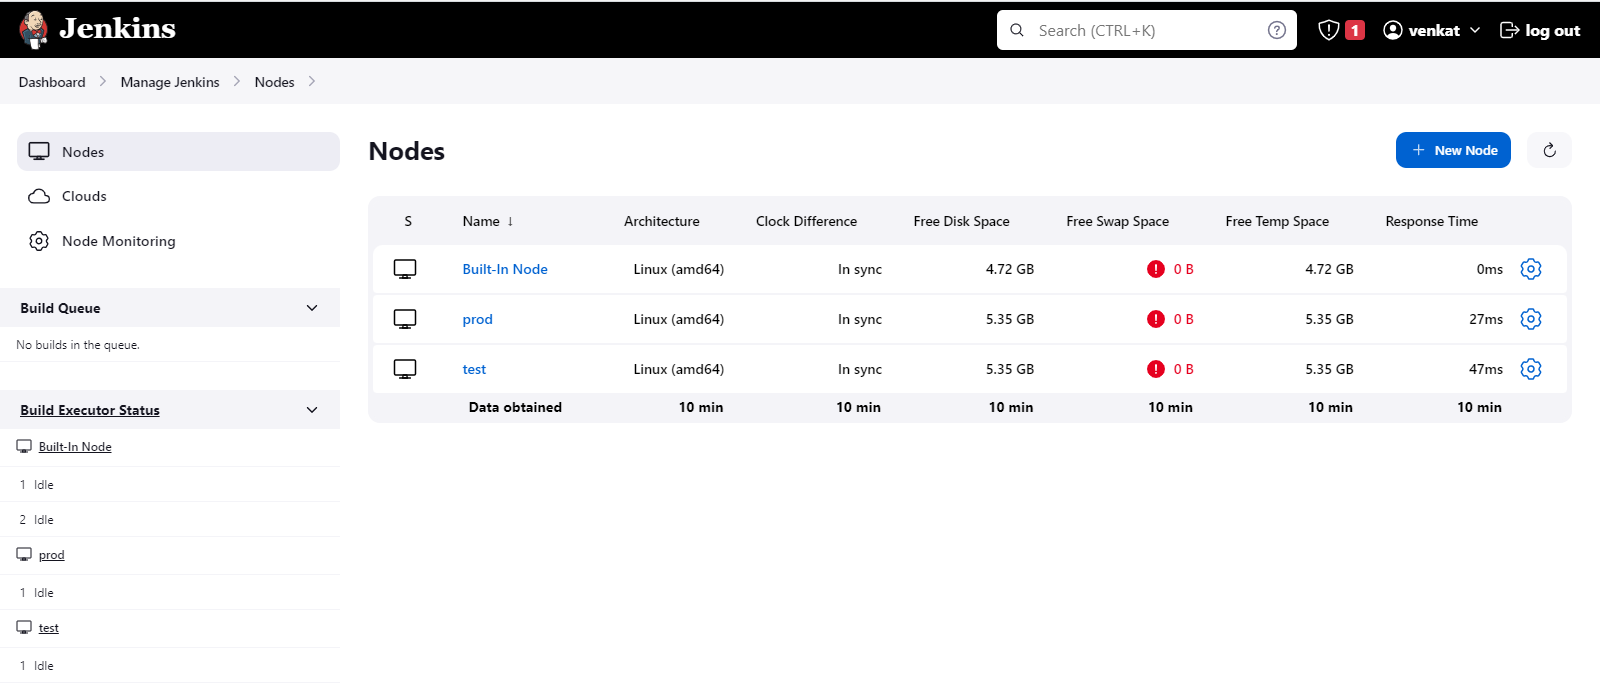 Jenkins
Search (CTRL+K)
1
venkat
log out
Dashboard
Manage Jenkins
Nodes
Nodes
Clouds
Node Monitoring
Build Queue
No builds in the queue.
Build Executor Status
Built-In Node
1 Idle
2 Idle
prod
1 Idle
test
1 Idle
Nodes
+ New Node
S Name ↓ Architecture Clock Difference Free Disk Space Free Swap Space Free Temp Space Response Time
Built-In Node Linux (amd64) In sync 4.72 GB 0 B 4.72 GB 0ms
prod Linux (amd64) In sync 5.35 GB 0 B 5.35 GB 27ms
test Linux (amd64) In sync 5.35 GB 0 B 5.35 GB 47ms
Data obtained 10 min 10 min 10 min 10 min 10 min 10 min